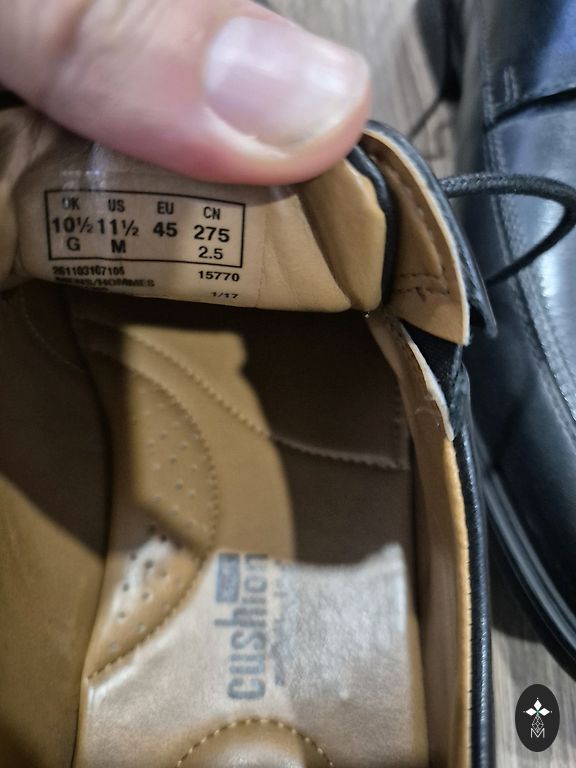 UK US EU CN
10½ 11½ 45 275
G M 2.5
261103107105 15770
MENS/HOMMES
1/17
cushion
M